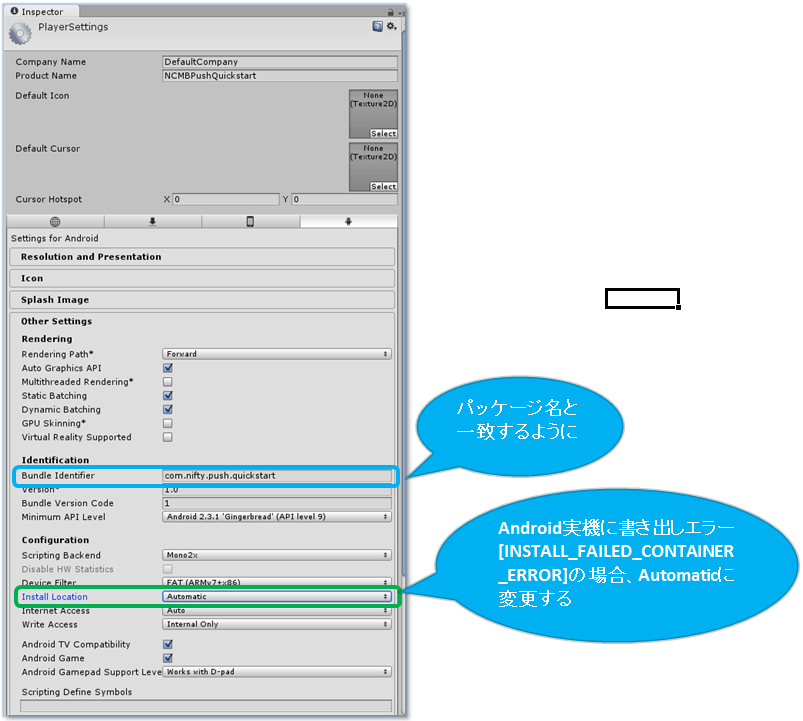 Inspector
PlayerSettings
Company Name DefaultCompany
Product Name NCMBPushQuickstart
Default Icon None
(Texture2D)
Select
Default Cursor None
(Texture2D)
Select
Cursor Hotspot X 0 Y 0
Settings for Android
Resolution and Presentation
Icon
Splash Image
Other Settings
Rendering
Rendering Path* Forward
Auto Graphics API
Multithreaded Rendering*
Static Batching
Dynamic Batching
GPU Skinning*
Virtual Reality Supported
Identification
Bundle Identifier com.nifty.push.quickstart
Version* 1.0
Bundle Version Code 1
Minimum API Level Android 2.3.1 'Gingerbread' (API level 9)
Configuration
Scripting Backend Mono2x
Disable HW Statistics
Device Filter FAT (ARMv7+x86)
Install Location Automatic
Internet Access Auto
Write Access Internal Only
Android TV Compatibility
Android Game
Android Gamepad Support Leve Works with D-pad
Scripting Define Symbols
パッケージ名と
一致するように
Android実機に書き出しエラー
[INSTALL_FAILED_CONTAINER
_ERROR]の場合、Automaticに
変更する